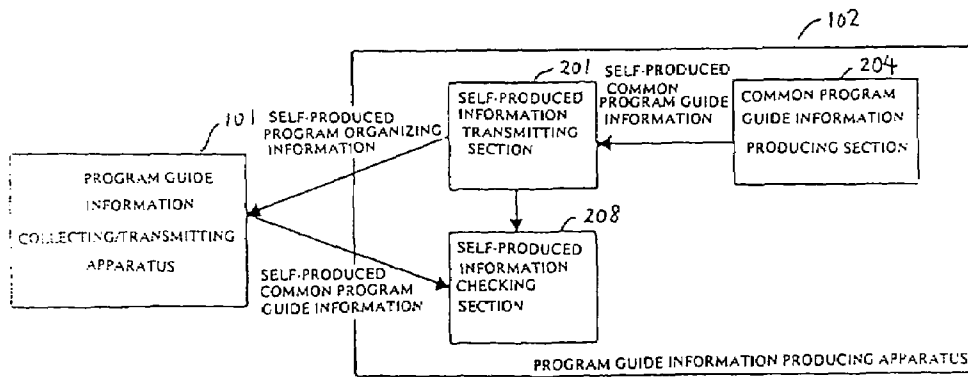 102
201
SELF-PRODUCED
COMMON
PROGRAM GUIDE
INFORMATION
204
SELF-PRODUCED
INFORMATION
TRANSMITTING
SECTION
COMMON PROGRAM
GUIDE INFORMATION
PRODUCING SECTION
101
SELF-PRODUCED
PROGRAM ORGANIZING
INFORMATION
PROGRAM GUIDE
INFORMATION
COLLECTING/TRANSMITTING
APPARATUS
208
SELF-PRODUCED
INFORMATION
CHECKING
SECTION
SELF-PRODUCED
COMMON PROGRAM
GUIDE INFORMATION
PROGRAM GUIDE INFORMATION PRODUCING APPARATUS